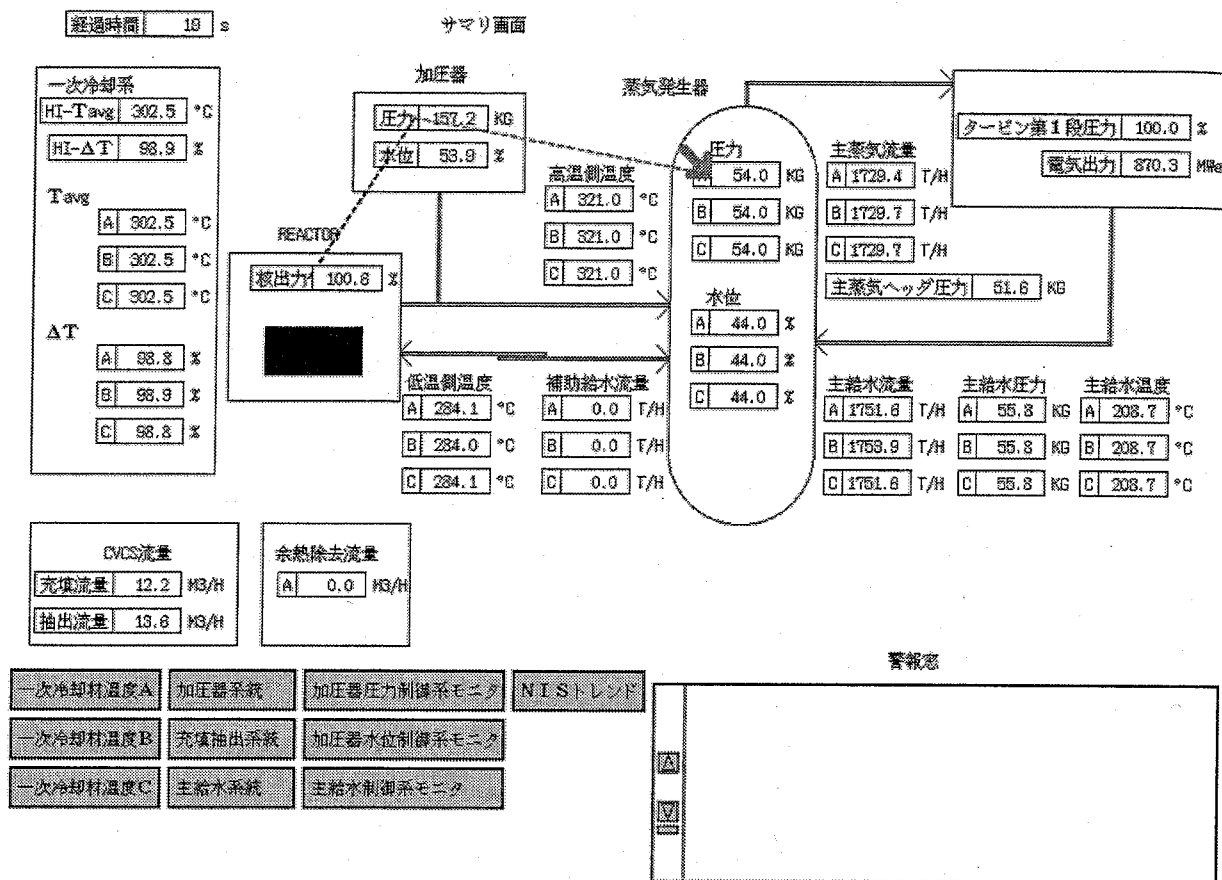 経過時間 10 s
サマリ画面
一次冷却系
HI-Tavg 302.5 °C
HI-ΔT 98.9 %
Tavg
A 302.5 °C
B 302.5 °C
C 302.5 °C
ΔT
A 98.8 %
B 98.9 %
C 98.8 %
加圧器
圧力 157.2 KG
水位 53.9 %
REACTOR
核出力 100.6 %
高温側温度
A 321.0 °C
B 321.0 °C
C 321.0 °C
低温側温度
A 284.1 °C
B 284.0 °C
C 284.1 °C
補助給水流量
A 0.0 T/H
B 0.0 T/H
C 0.0 T/H
蒸気発生器
圧力
A 54.0 KG
B 54.0 KG
C 54.0 KG
水位
A 44.0 %
B 44.0 %
C 44.0 %
主蒸気流量
A 1729.4 T/H
B 1729.7 T/H
C 1729.7 T/H
主蒸気ヘッダ圧力 51.6 KG
タービン第1段圧力 100.0 %
電気出力 870.3 MWe
主給水流量
A 1751.6 T/H
B 1753.9 T/H
C 1751.6 T/H
主給水圧力
A 55.8 KG
B 55.8 KG
C 55.8 KG
主給水温度
A 208.7 °C
B 208.7 °C
C 208.7 °C
CVCS流量
充填流量 12.2 M3/H
抽出流量 13.6 M3/H
余熱除去流量
A 0.0 M3/H
一次冷却材温度A 加圧器系統 加圧器圧力制御系モニタ NISトレンド
一次冷却材温度B 充填抽出系統 加圧器水位制御系モニタ
一次冷却材温度C 主給水系統 主給水制御系モニタ
警報窓